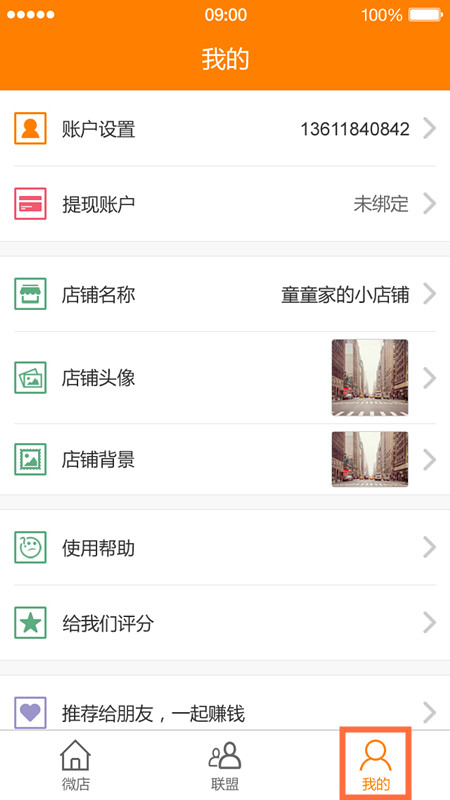 09:00
100%
我的
账户设置
13611840842
提现账户
未绑定
店铺名称
童童家的小店铺
店铺头像
店铺背景
使用帮助
给我们评分
推荐给朋友，一起赚钱
微店
联盟
我的